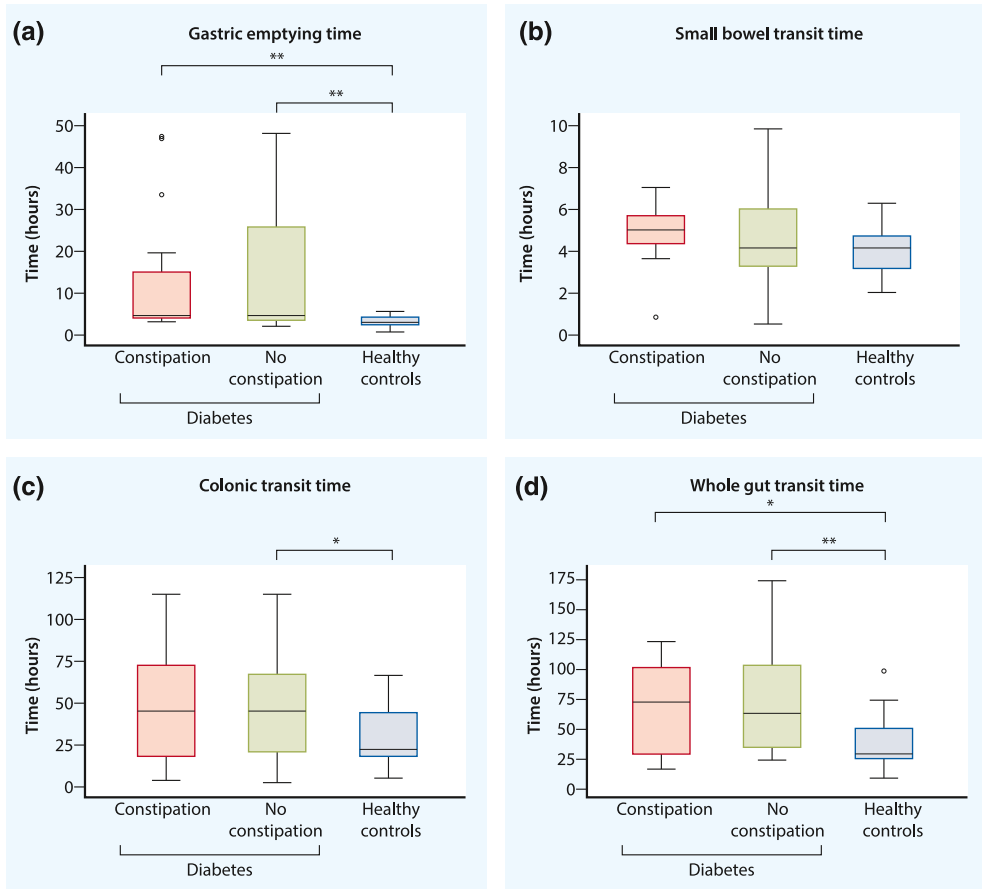 (a)
Gastric emptying time
**
**
Time (hours)
50
40
30
20
10
0
Constipation
No constipation
Healthy controls
Diabetes
(b)
Small bowel transit time
Time (hours)
10
8
6
4
2
0
Constipation
No constipation
Healthy controls
Diabetes
(c)
Colonic transit time
*
Time (hours)
125
100
75
50
25
0
Constipation
No constipation
Healthy controls
Diabetes
(d)
Whole gut transit time
*
**
Time (hours)
175
150
125
100
75
50
25
0
Constipation
No constipation
Healthy controls
Diabetes